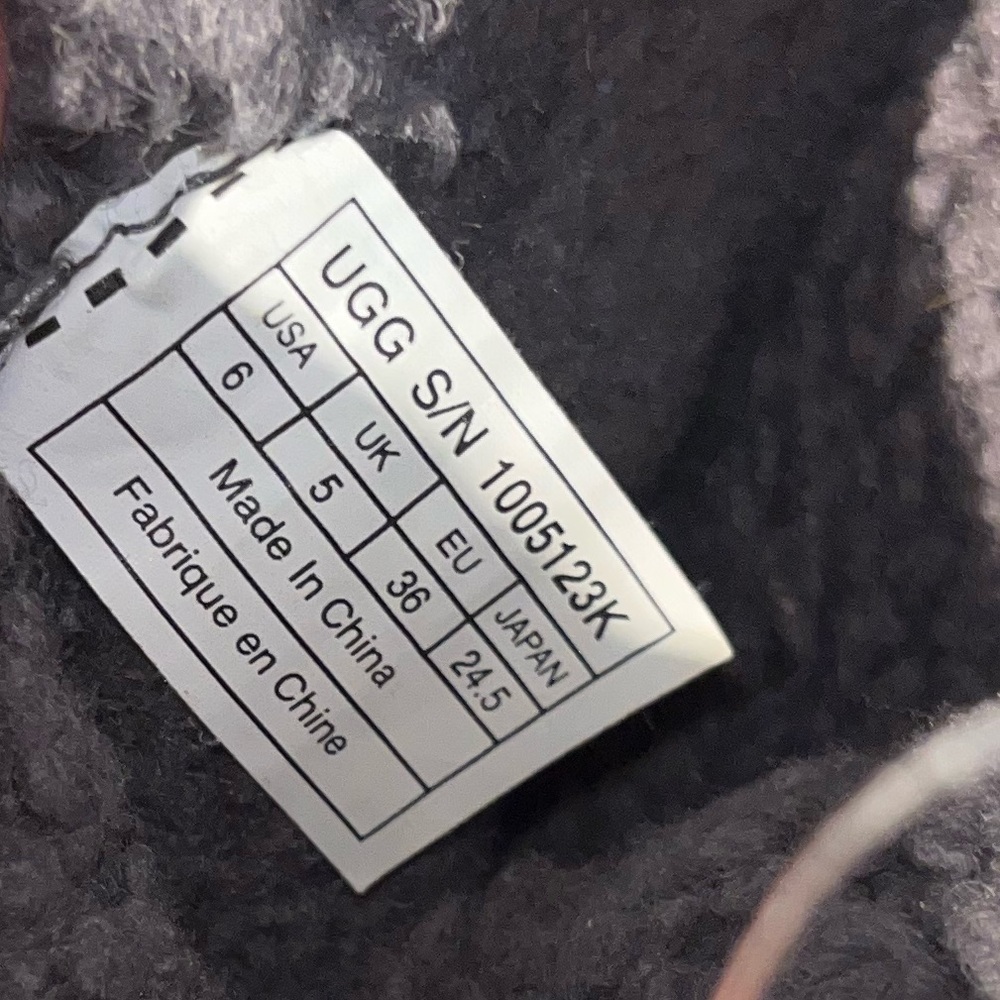 UGG S/N 1005123K
USA UK EU JAPAN
6 5 36 24.5
Made In China
Fabrique en Chine